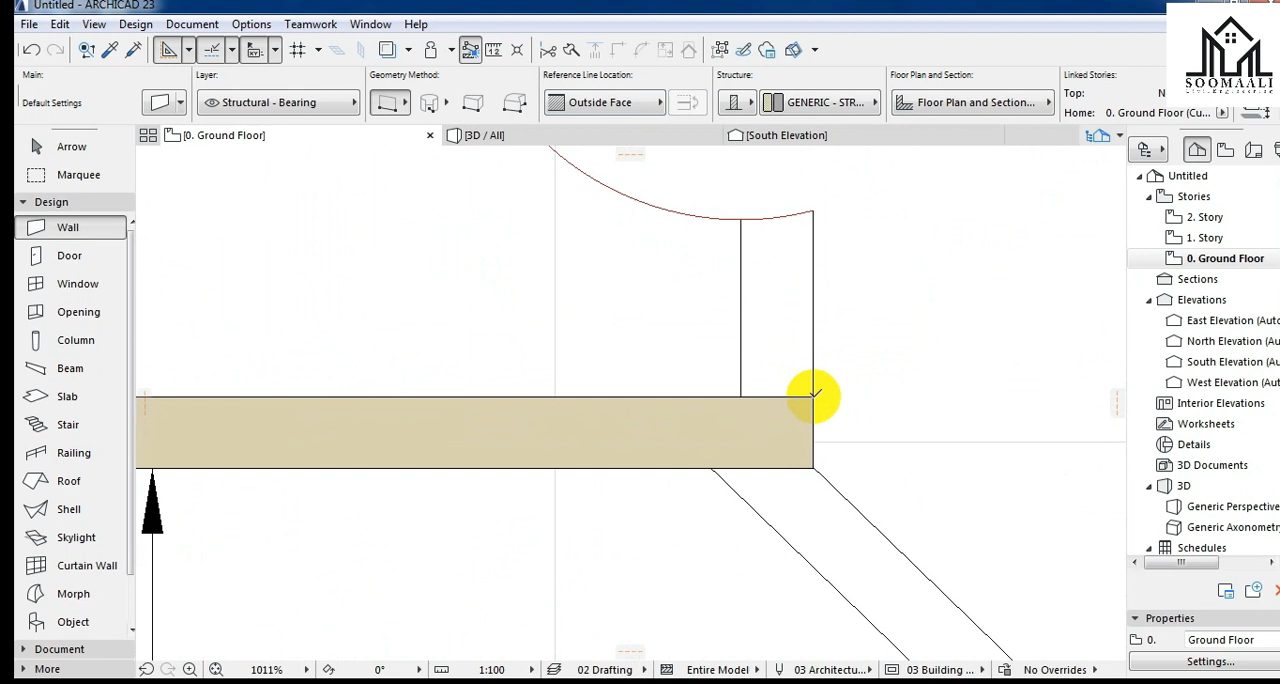 Untitled - ARCHICAD 23
File Edit View Design Document Options Teamwork Window Help
SOOMAALI
Main: Layer: Geometry Method: Reference Line Location: Structure: Floor Plan and Section: Linked Stories:
Default Settings Structural - Bearing Outside Face GENERIC - STR... Floor Plan and Section... Top: N
Home: 0. Ground Floor (Cu...
[0. Ground Floor] [3D / All] [South Elevation]
Arrow
Marquee
Design
Wall
Door
Window
Opening
Column
Beam
Slab
Stair
Railing
Roof
Shell
Skylight
Curtain Wall
Morph
Object
Document
More
Untitled
Stories
2. Story
1. Story
0. Ground Floor
Sections
Elevations
East Elevation (Auto
North Elevation (Au
South Elevation (Au
West Elevation (Aut
Interior Elevations
Worksheets
Details
3D Documents
3D
Generic Perspective
Generic Axonometr
Schedules
Properties
0. Ground Floor
Settings...
1011% 0° 1:100 02 Drafting Entire Model 03 Architectu... 03 Building ... No Overrides